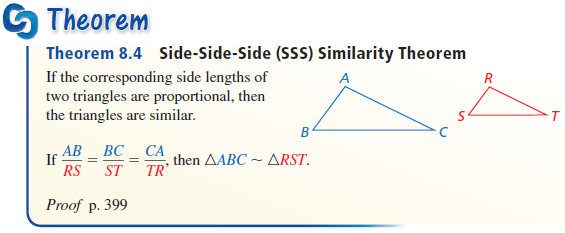 Theorem
Theorem 8.4 Side-Side-Side (SSS) Similarity Theorem
If the corresponding side lengths of
two triangles are proportional, then
the triangles are similar.
A
B
C
R
S
T
If AB/RS = BC/ST = CA/TR, then △ABC ~ △RST.
Proof p. 399